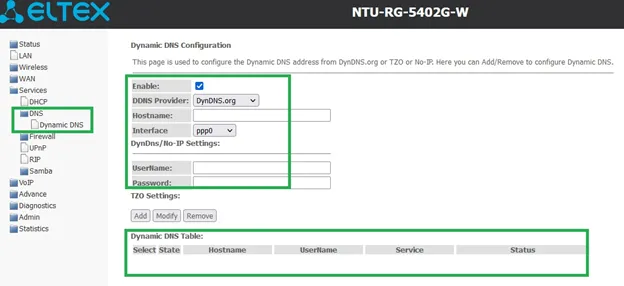 ELTEX
NTU-RG-5402G-W
Status
LAN
Wireless
WAN
Services
DHCP
DNS
Dynamic DNS
Firewall
UPnP
RIP
Samba
VoIP
Advance
Diagnostics
Admin
Statistics
Dynamic DNS Configuration
This page is used to configure the Dynamic DNS address from DynDNS.org or TZO or No-IP. Here you can Add/Remove to configure Dynamic DNS.
Enable:
DDNS Provider: DynDNS.org
Hostname:
Interface ppp0
DynDns/No-IP Settings:
UserName:
Password:
TZO Settings:
Add Modify Remove
Dynamic DNS Table:
Select State Hostname UserName Service Status